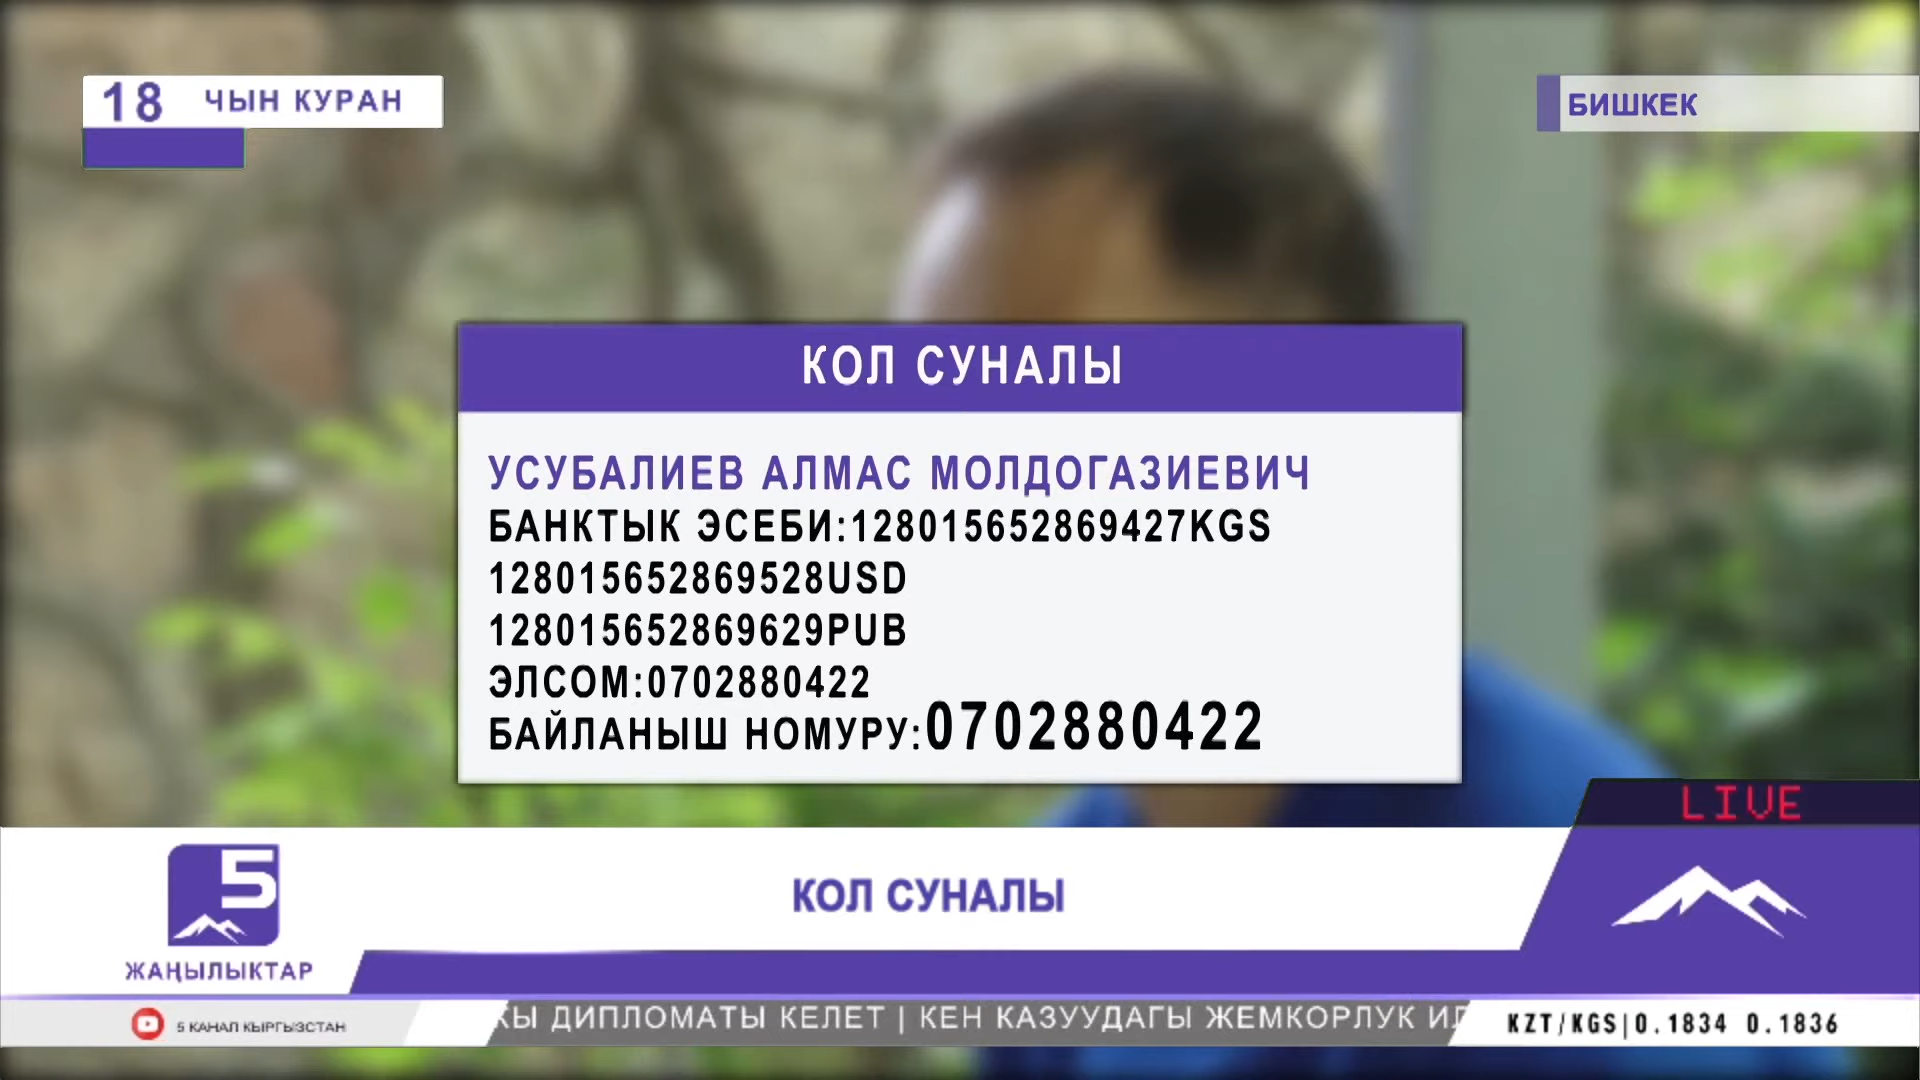 18 ЧЫН КУРАН
БИШКЕК
КОЛ СУНАЛЫ
УСУБАЛИЕВ АЛМАС МОЛДОГАЗИЕВИЧ
БАНКТЫК ЭСЕБИ:128015652869427KGS
128015652869528USD
128015652869629РUВ
ЭЛСОМ:0702880422
БАЙЛАНЫШ НОМУРУ:0702880422
LIVE
5
КОЛ СУНАЛЫ
ЖАҢЫЛЫКТАР
5 КАНАЛ КЫРГЫЗСТАН
ДИПЛОМАТЫ КЕЛЕТ | КЕН КАЗУУДАГЫ ЖЕМКОРЛУК
KZT/KGS|0.1834 0.1836